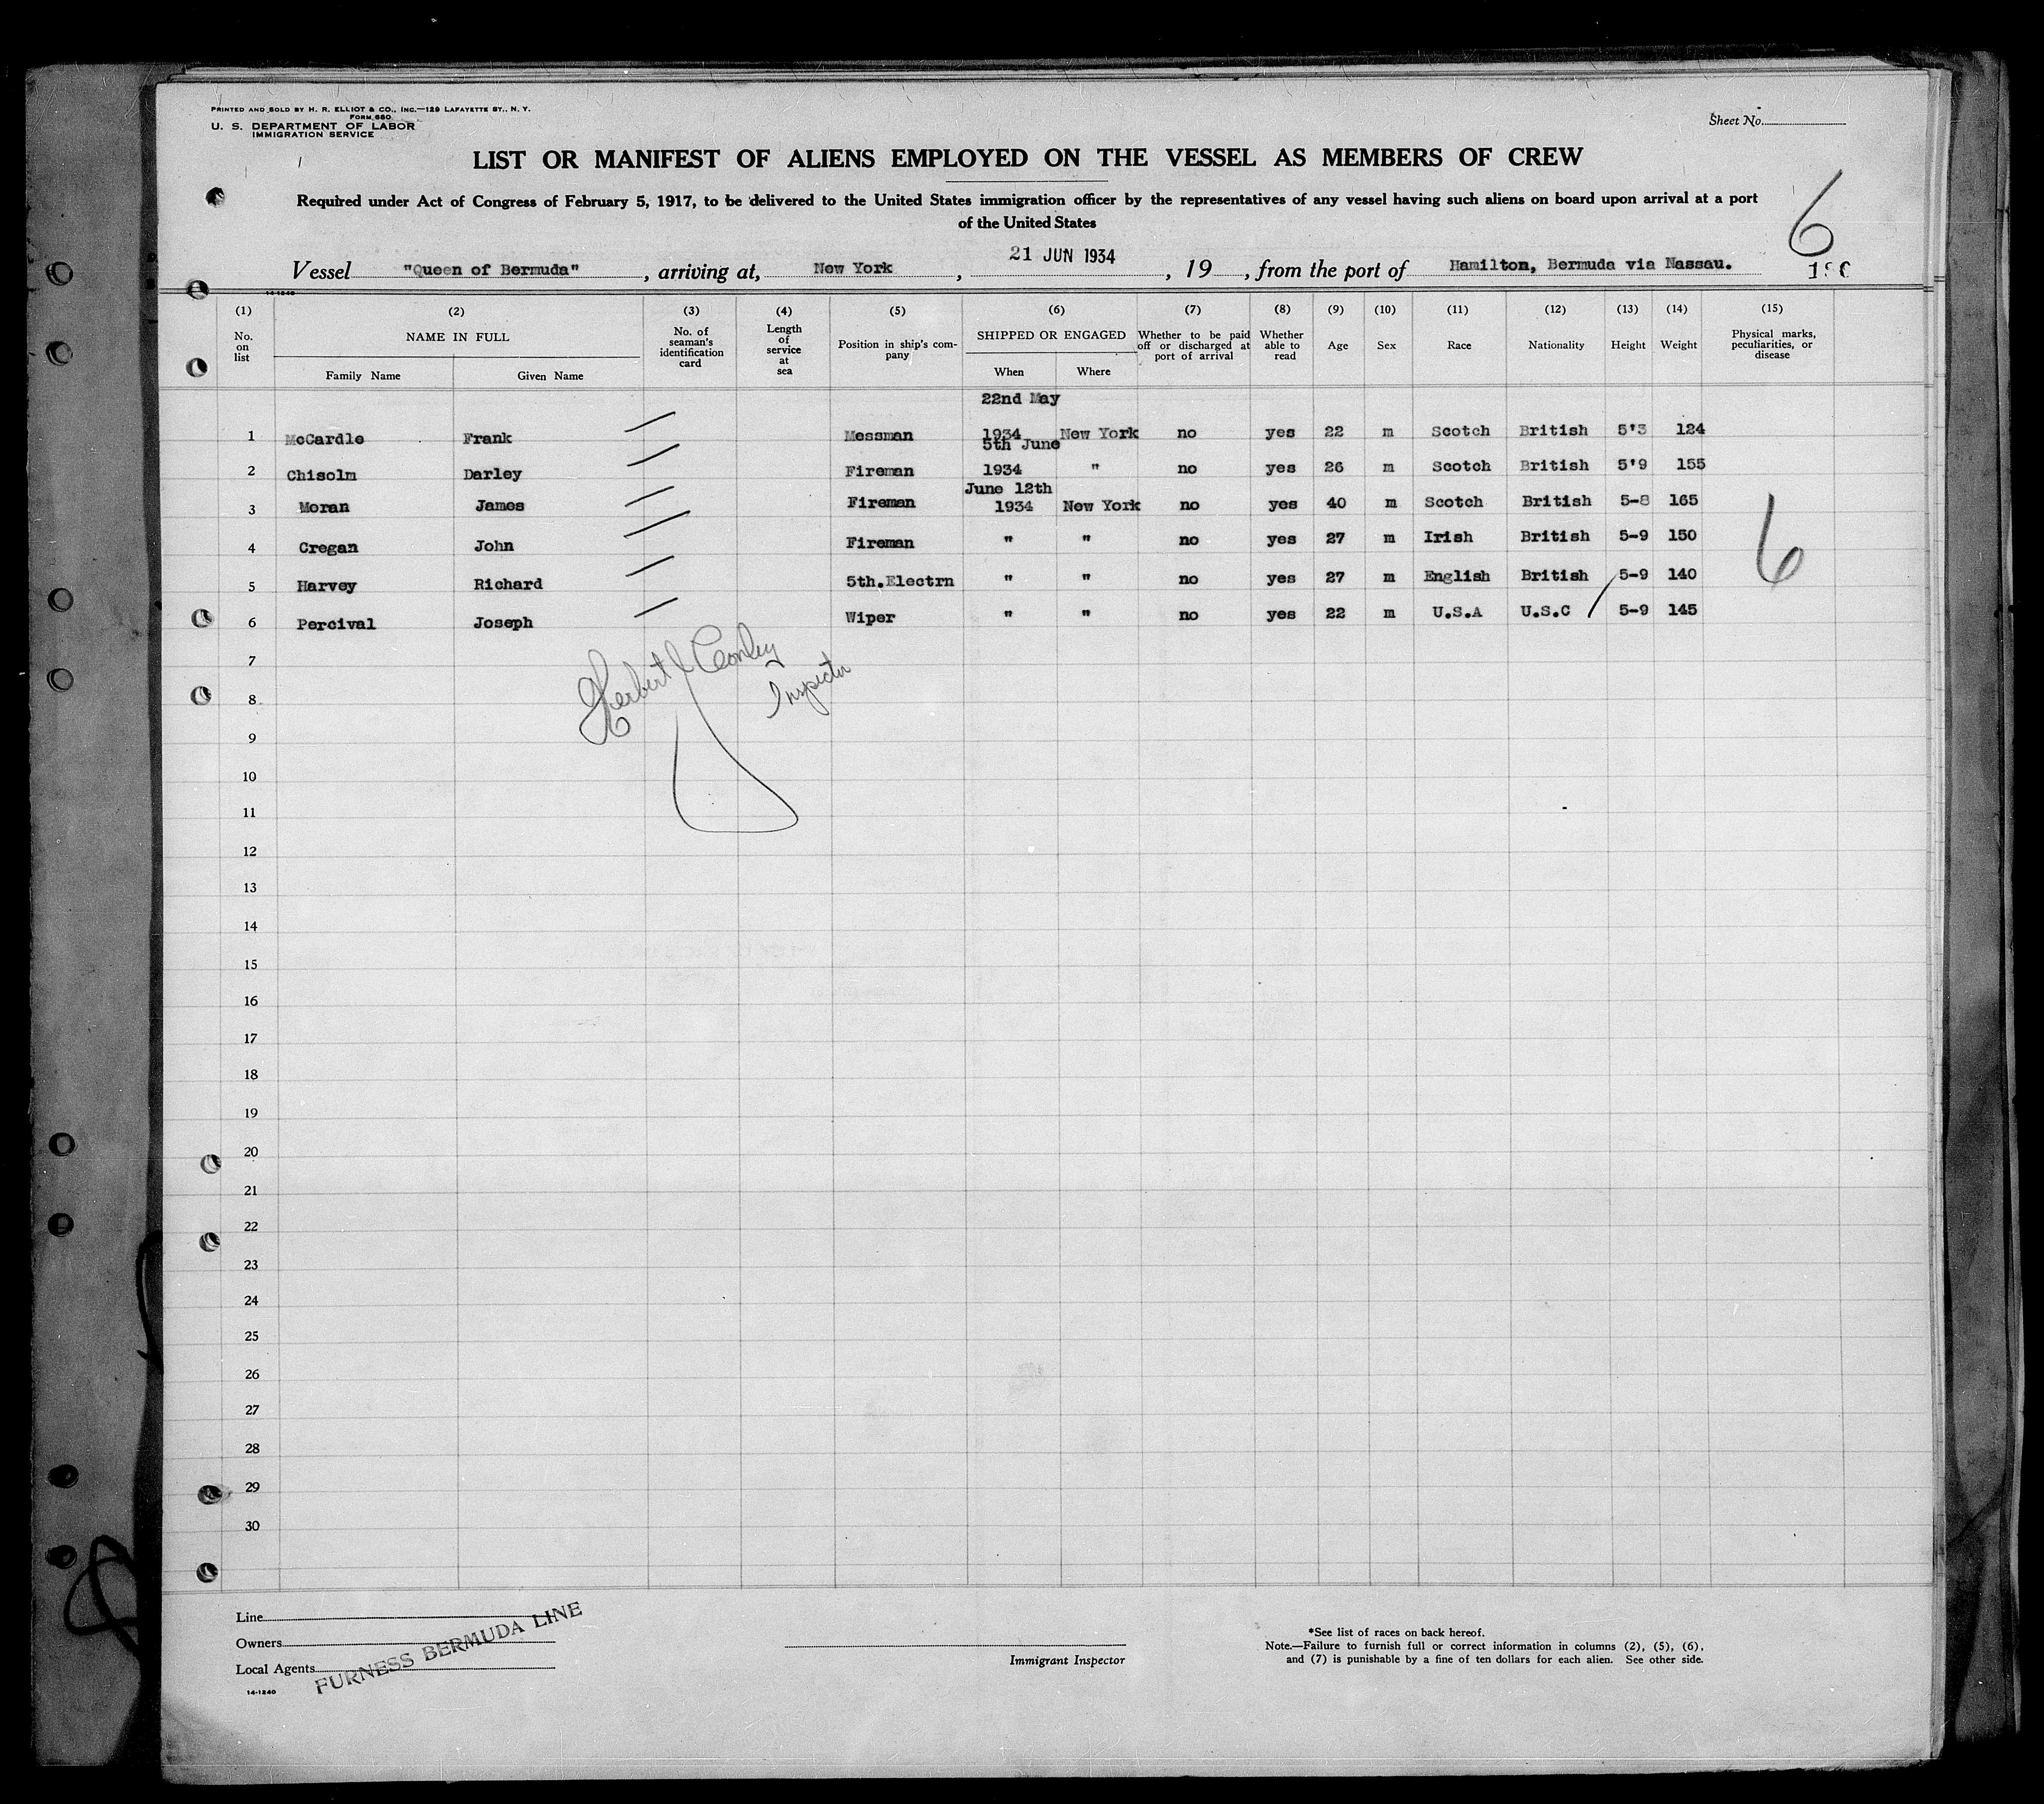 PRINTED AND SOLD BY H. R. ELLIOT & CO., INC.—129 LAFAYETTE ST., N. Y.
FORM 680
U. S. DEPARTMENT OF LABOR
IMMIGRATION SERVICE
Sheet No.
LIST OR MANIFEST OF ALIENS EMPLOYED ON THE VESSEL AS MEMBERS OF CREW
Required under Act of Congress of February 5, 1917, to be delivered to the United States immigration officer by the representatives of any vessel having such aliens on board upon arrival at a port
of the United States
6
Vessel "Queen of Bermuda", arriving at, New York, 21 JUN 1934, 19 , from the port of Hamilton, Bermuda via Nassau.
14-1240
(1) (2) (3) (4) (5) (6) (7) (8) (9) (10) (11) (12) (13) (14) (15)
No. on list NAME IN FULL Family Name Given Name No. of seaman's identification card Length of service at sea Position in ship's company SHIPPED OR ENGAGED When Where Whether to be paid off or discharged at port of arrival Whether able to read Age Sex Race Nationality Height Weight Physical marks, peculiarities, or disease
22nd May
1 McCardle Frank Messman 1934 New York no yes 22 m Scotch British 5'3 124
5th June
2 Chisolm Darley Fireman 1934 " no yes 26 m Scotch British 5'9 155
June 12th
3 Moran James Fireman 1934 New York no yes 40 m Scotch British 5-8 165
4 Cregan John Fireman " " no yes 27 m Irish British 5-9 150
6
5 Harvey Richard 5th.Electrn " " no yes 27 m English British 5-9 140
6 Percival Joseph Wiper " " no yes 22 m U.S.A U.S.C 5-9 145
Herbert
Inspector
7
8
9
10
11
12
13
14
15
16
17
18
19
20
21
22
23
24
25
26
27
28
29
30
Line
Owners
Local Agents
FURNESS BERMUDA LINE
14-1240
Immigrant Inspector
*See list of races on back hereof.
Note.—Failure to furnish full or correct information in columns (2), (5), (6),
and (7) is punishable by a fine of ten dollars for each alien. See other side.